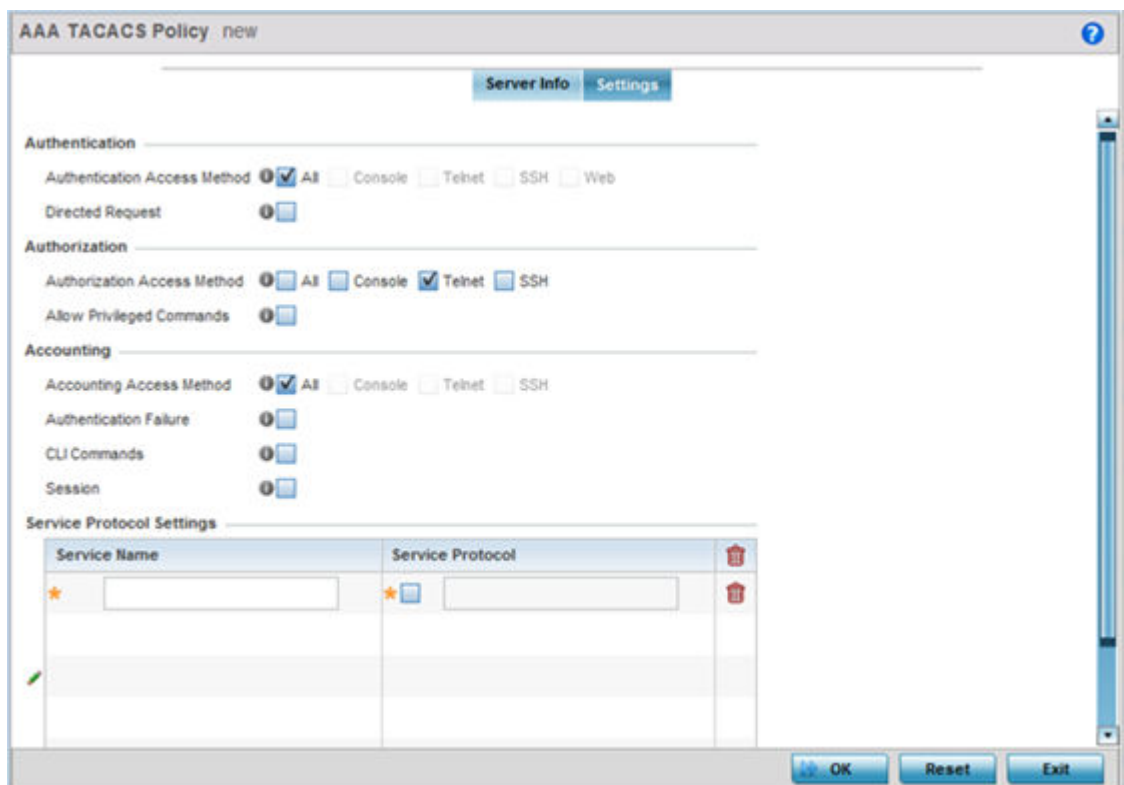 AAA TACACS Policy new ?
Server Info Settings
Authentication
Authentication Access Method All Console Telnet SSH Web
Directed Request
Authorization
Authorization Access Method All Console Telnet SSH
Allow Privileged Commands
Accounting
Accounting Access Method All Console Telnet SSH
Authentication Failure
CLI Commands
Session
Service Protocol Settings
Service Name Service Protocol
OK Reset Exit